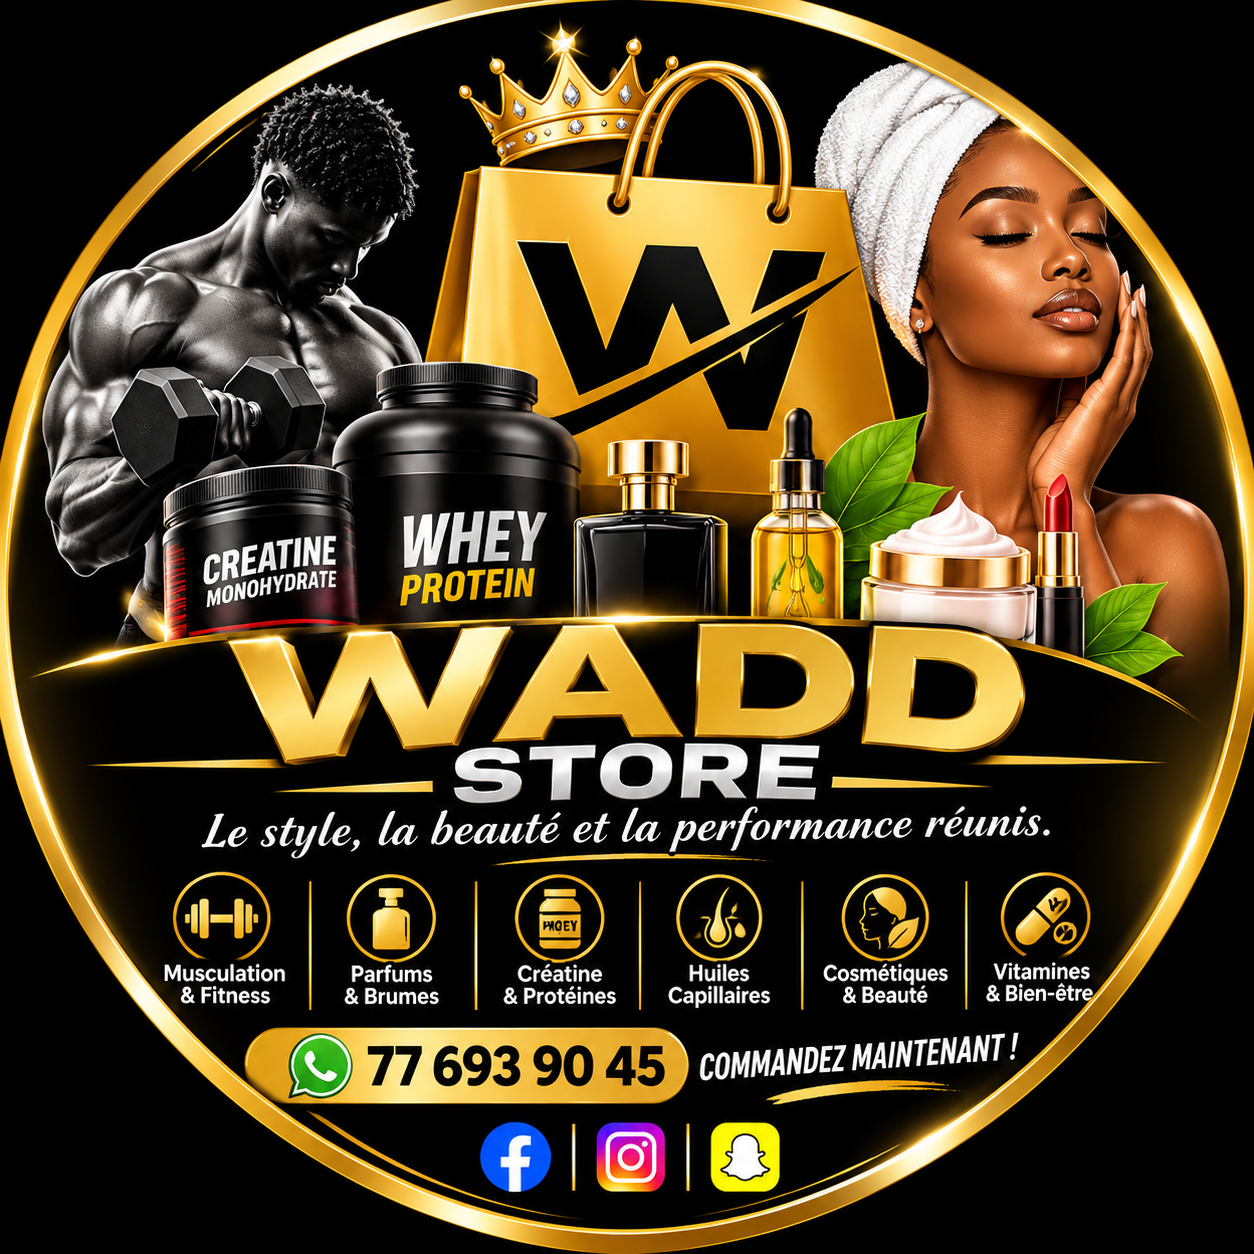 W
CREATINE
MONOHYDRATE
WHEY
PROTEIN
WADD
STORE
Le style, la beauté et la performance réunis.
Musculation
& Fitness
Parfums
& Brumes
Créatine
& Protéines
Huiles
Capillaires
Cosmétiques
& Beauté
Vitamines
& Bien-être
77 693 90 45
COMMANDEZ MAINTENANT !